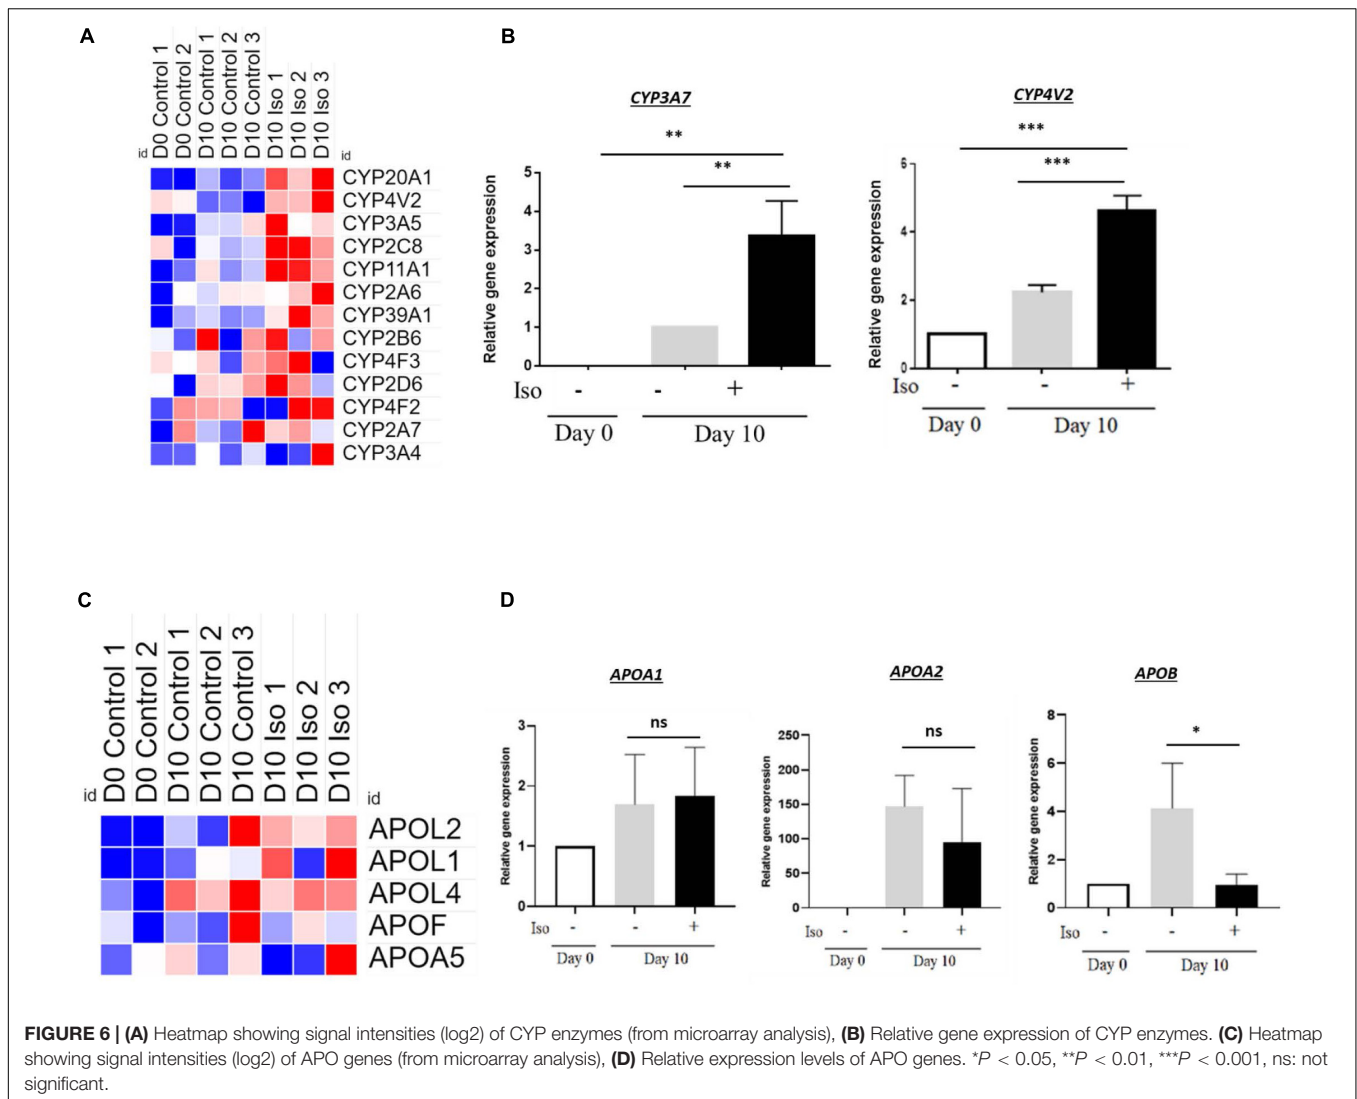 A
D0 Control 1
D0 Control 2
D10 Control 1
D10 Control 2
D10 Control 3
D10 Iso 1
D10 Iso 2
D10 Iso 3
id
id
CYP20A1
CYP4V2
CYP3A5
CYP2C8
CYP11A1
CYP2A6
CYP39A1
CYP2B6
CYP4F3
CYP2D6
CYP4F2
CYP2A7
CYP3A4
B
CYP3A7
**
**
Relative gene expression
5
4
3
2
1
0
Iso - - +
Day 0 Day 10
CYP4V2
***
***
Relative gene expression
6
4
2
0
Iso - - +
Day 0 Day 10
C
D0 Control 1
D0 Control 2
D10 Control 1
D10 Control 2
D10 Control 3
D10 Iso 1
D10 Iso 2
D10 Iso 3
id
id
APOL2
APOL1
APOL4
APOF
APOA5
D
APOA1
ns
Relative gene expression
3
2
1
0
Iso - - +
Day 0 Day 10
APOA2
ns
Relative gene expression
250
200
150
100
50
0
Iso - - +
Day 0 Day 10
APOB
*
Relative gene expression
8
6
4
2
0
Iso - - +
Day 0 Day 10
FIGURE 6 | (A) Heatmap showing signal intensities (log2) of CYP enzymes (from microarray analysis), (B) Relative gene expression of CYP enzymes. (C) Heatmap
showing signal intensities (log2) of APO genes (from microarray analysis), (D) Relative expression levels of APO genes. *P < 0.05, **P < 0.01, ***P < 0.001, ns: not
significant.